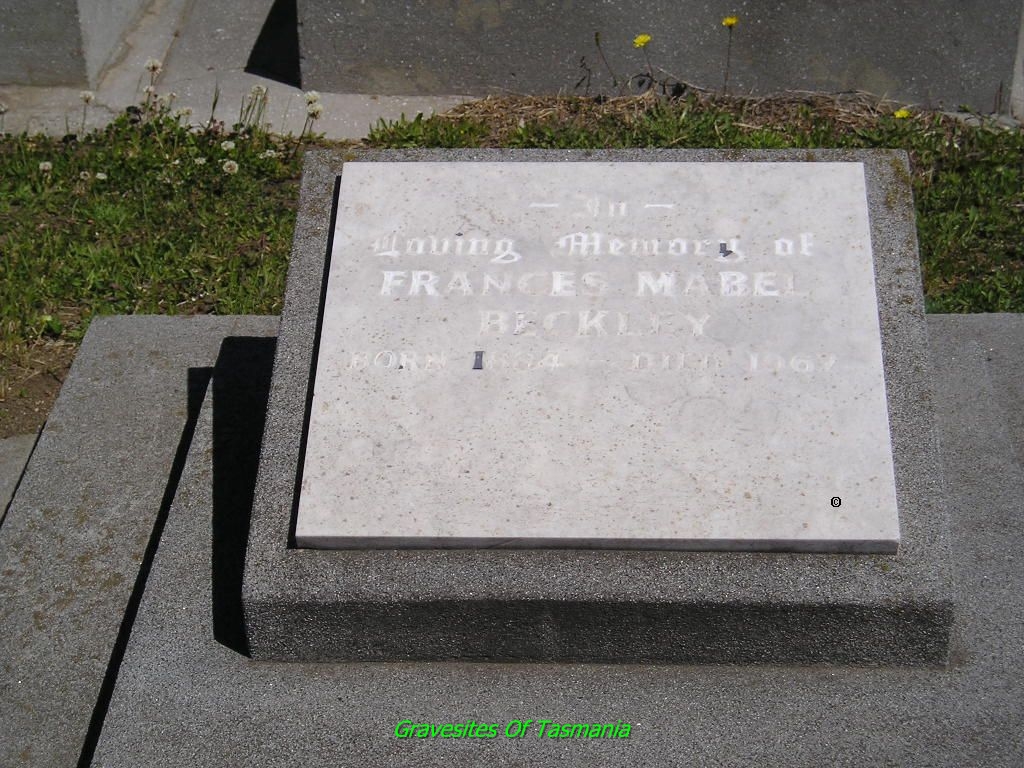 — In —
Loving Memory of
FRANCES MABEL
BECKLEY
BORN 1884 — DIED 1967
©
Gravesites Of Tasmania